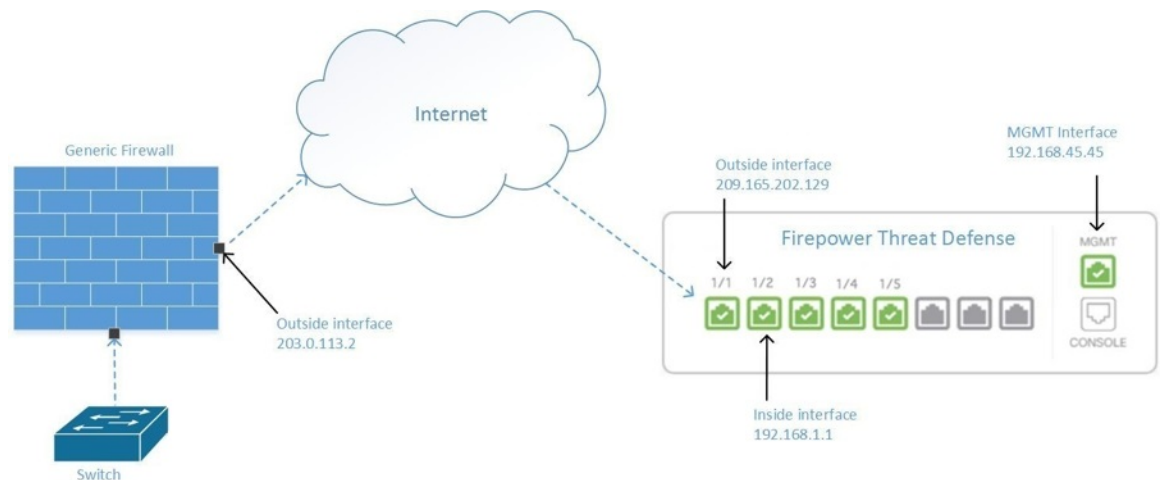 Internet
MGMT Interface
192.168.45.45
Generic Firewall
Outside interface
209.165.202.129
Firepower Threat Defense
MGMT
1/1 1/2 1/3 1/4 1/5
Outside interface
203.0.113.2
CONSOLE
Inside interface
192.168.1.1
Switch